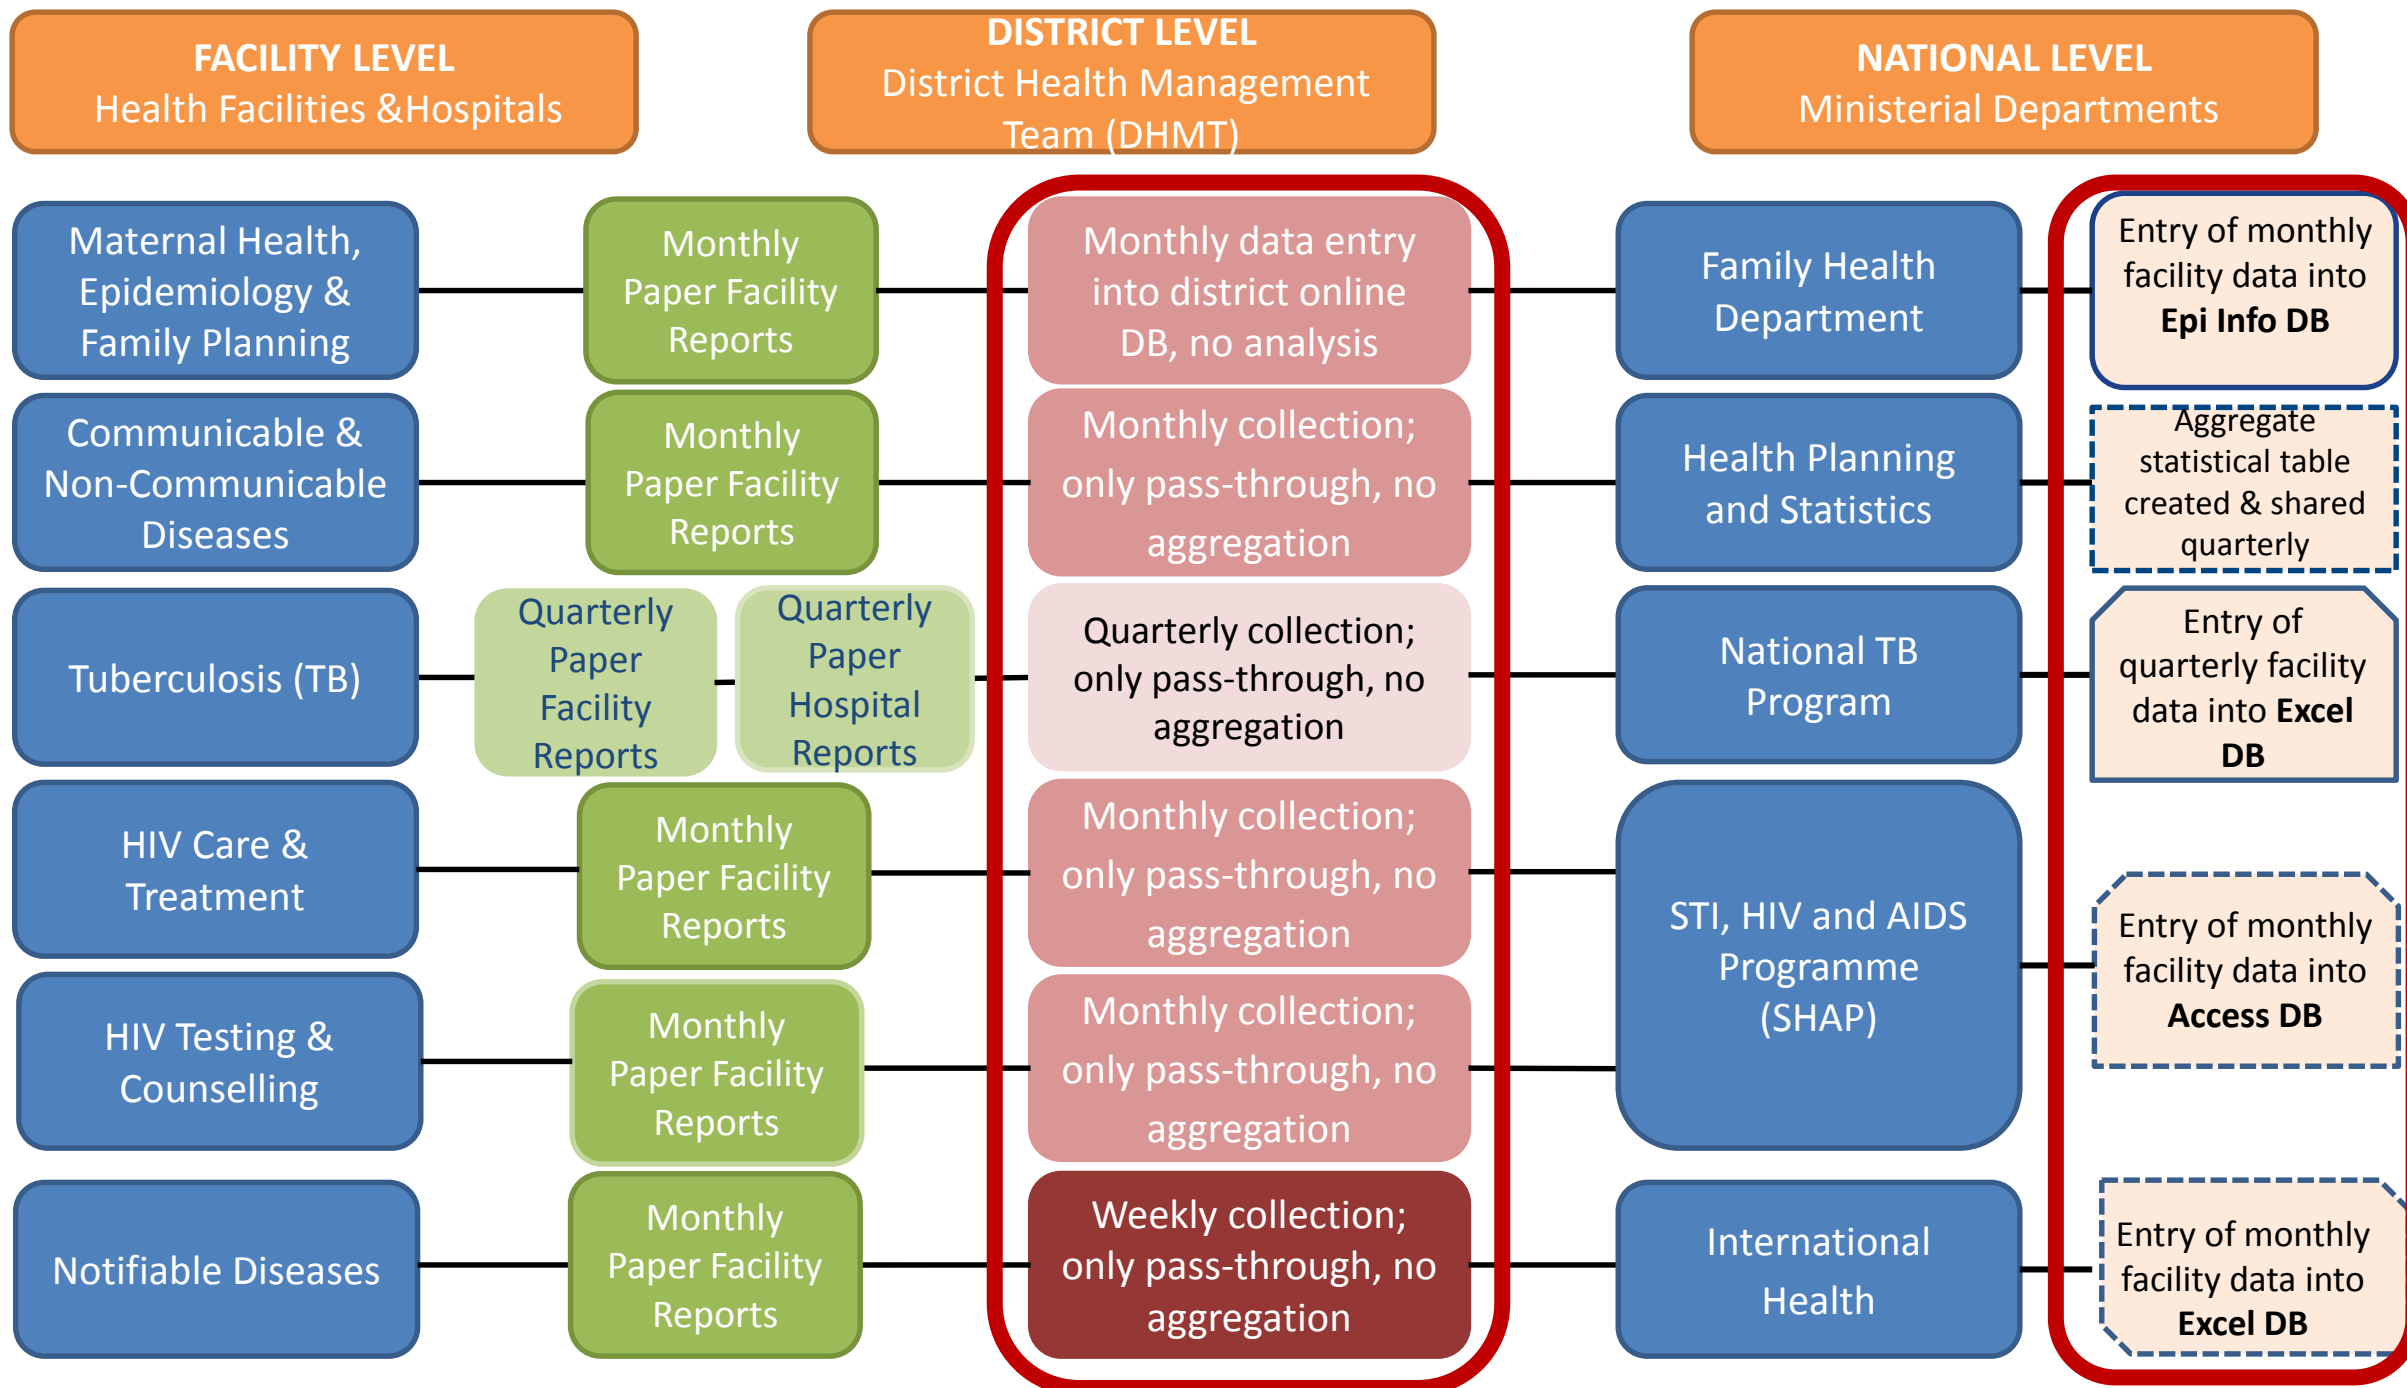 FACILITY LEVEL
Health Facilities &Hospitals
DISTRICT LEVEL
District Health Management
Team (DHMT)
NATIONAL LEVEL
Ministerial Departments
Maternal Health,
Epidemiology &
Family Planning
Monthly
Paper Facility
Reports
Monthly data entry
into district online
DB, no analysis
Family Health
Department
Entry of monthly
facility data into
Epi Info DB
Communicable &
Non-Communicable
Diseases
Monthly
Paper Facility
Reports
Monthly collection;
only pass-through, no
aggregation
Health Planning
and Statistics
Aggregate
statistical table
created & shared
quarterly
Tuberculosis (TB)
Quarterly
Paper
Facility
Reports
Quarterly
Paper
Hospital
Reports
Quarterly collection;
only pass-through, no
aggregation
National TB
Program
Entry of
quarterly facility
data into Excel
DB
HIV Care &
Treatment
Monthly
Paper Facility
Reports
Monthly collection;
only pass-through, no
aggregation
STI, HIV and AIDS
Programme
(SHAP)
Entry of monthly
facility data into
Access DB
HIV Testing &
Counselling
Monthly
Paper Facility
Reports
Monthly collection;
only pass-through, no
aggregation
Notifiable Diseases
Monthly
Paper Facility
Reports
Weekly collection;
only pass-through, no
aggregation
International
Health
Entry of monthly
facility data into
Excel DB